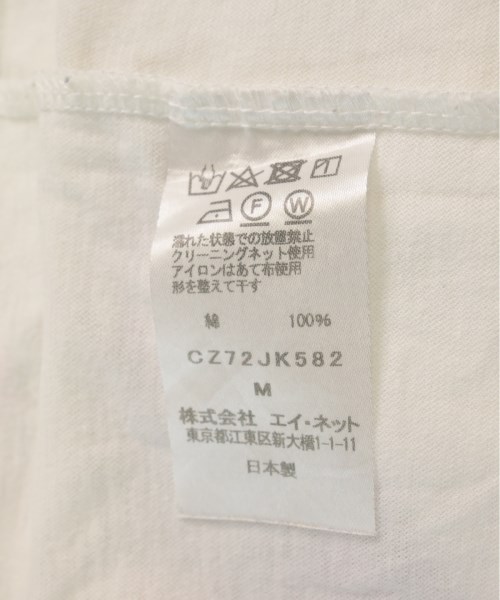 F W
濡れた状態での放置禁止
クリーニングネット使用
アイロンはあて布使用
形を整えて干す
綿 100%
CZ72JK582
M
株式会社 エイ・ネット
東京都江東区新大橋1-1-11
日本製